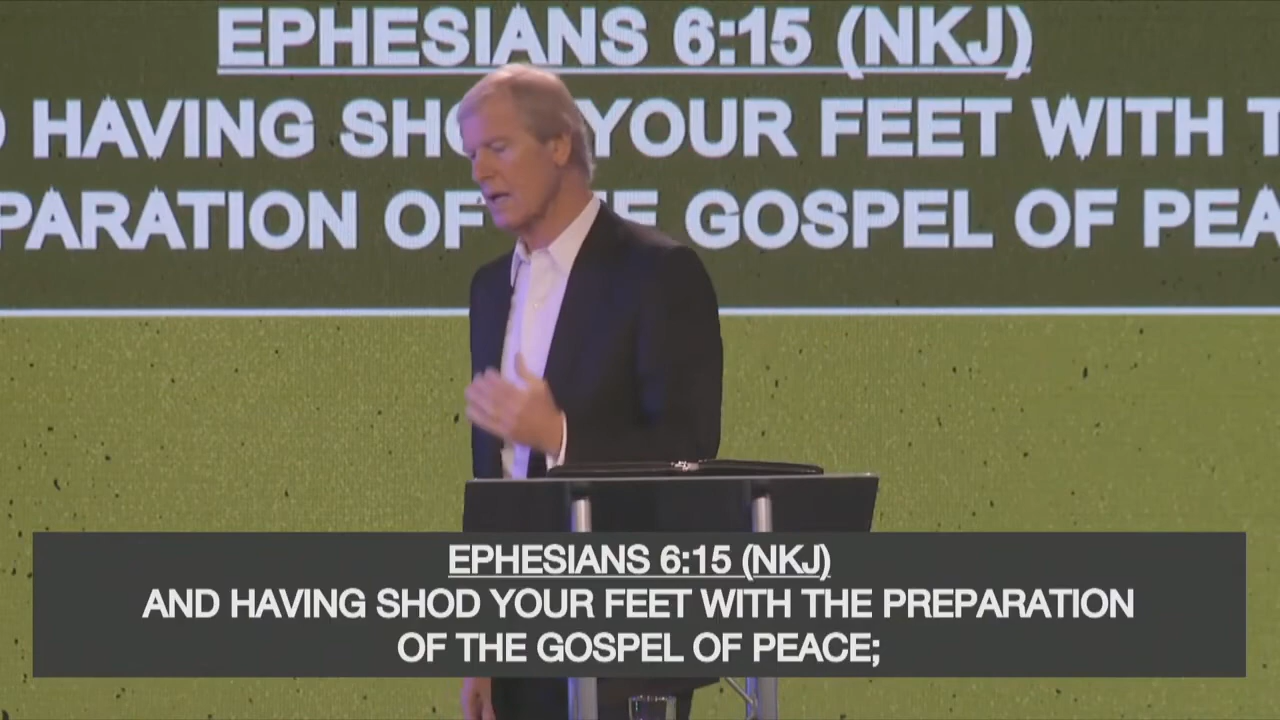 EPHESIANS 6:15 (NKJ)
HAVING SHO YOUR FEET WITH T
PARATION OF THE GOSPEL OF PEA
EPHESIANS 6:15 (NKJ)
AND HAVING SHOD YOUR FEET WITH THE PREPARATION
OF THE GOSPEL OF PEACE;